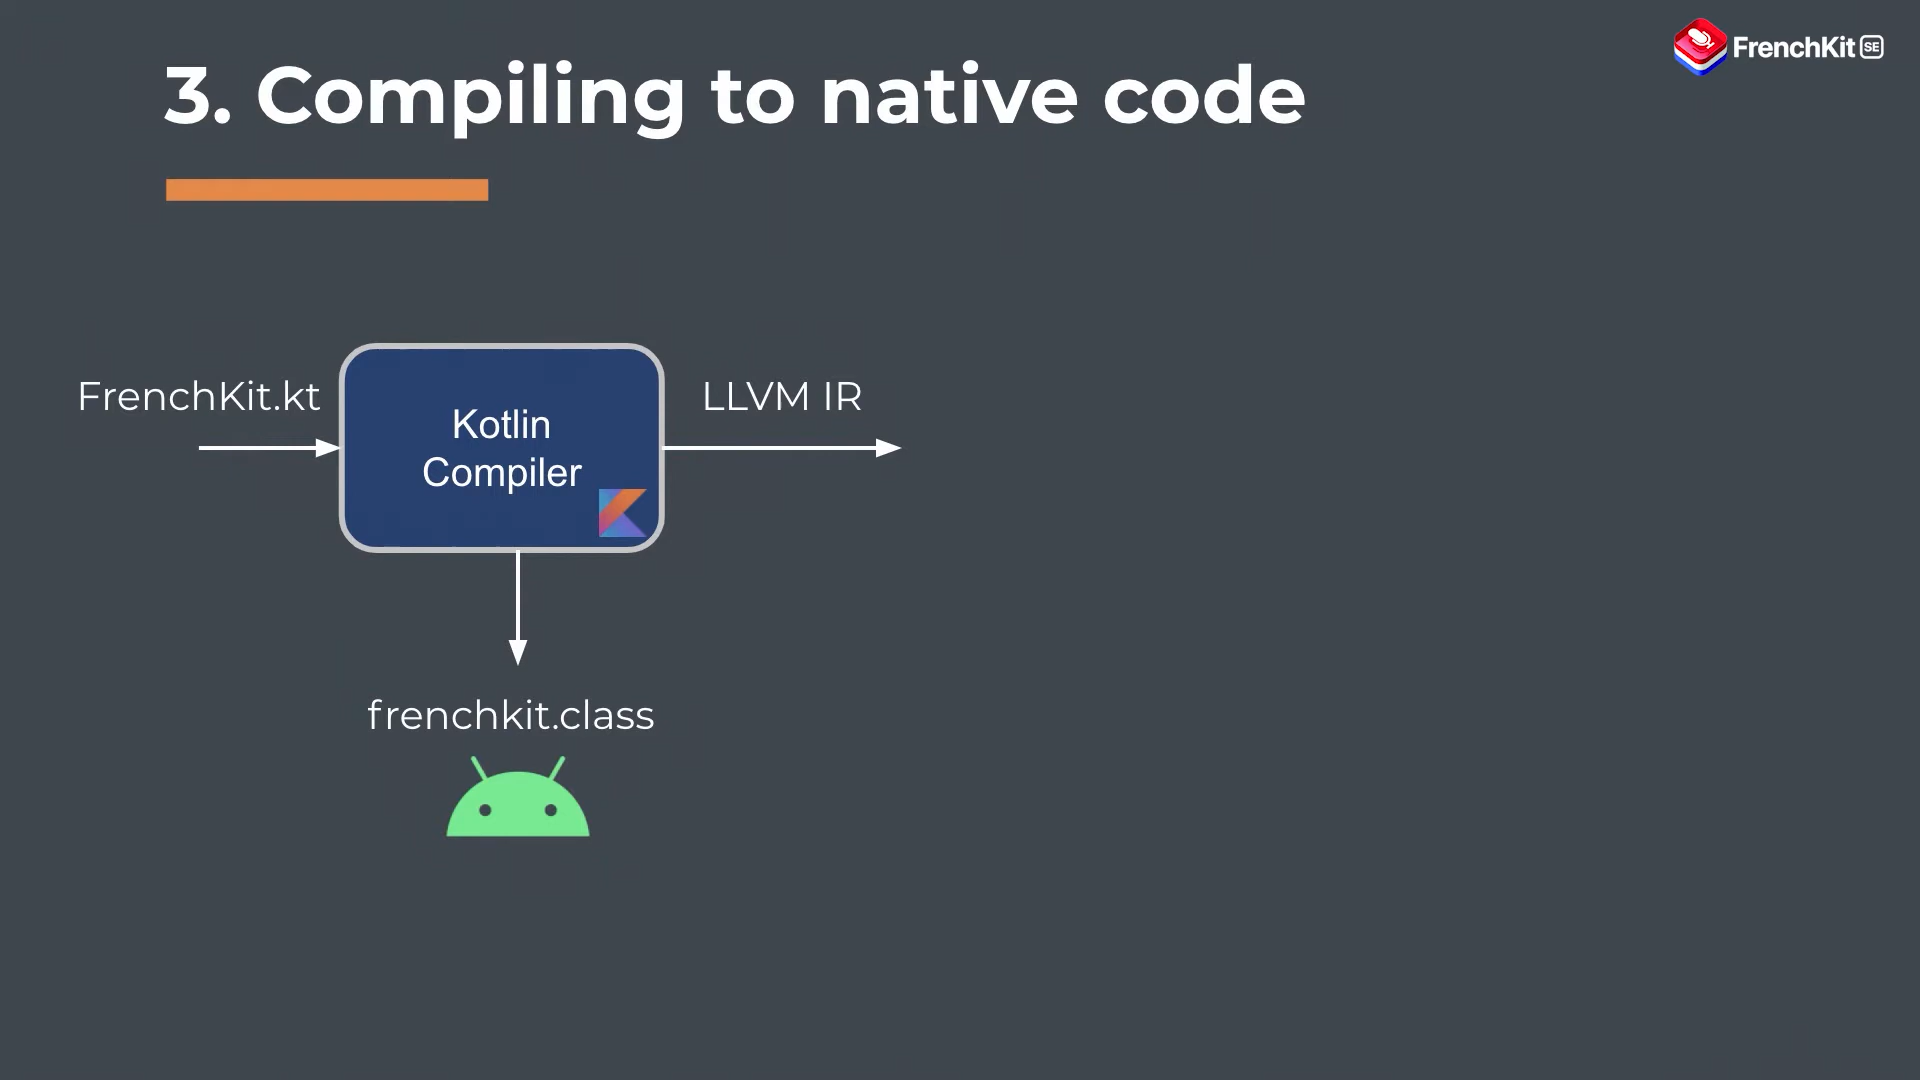 FrenchKit SE
3. Compiling to native code
FrenchKit.kt
Kotlin
Compiler
LLVM IR
frenchkit.class